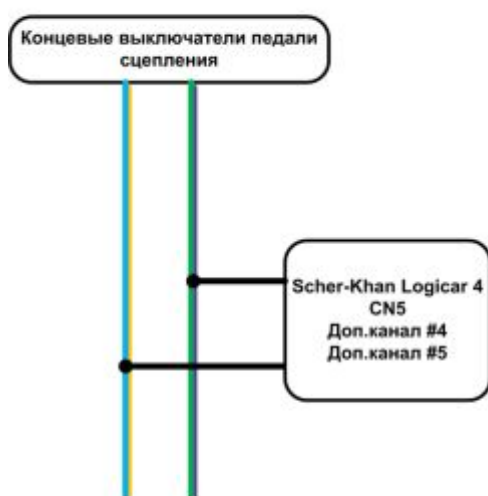 Концевые выключатели педали
сцепления
Scher-Khan Logicar 4
CN5
Доп.канал #4
Доп.канал #5